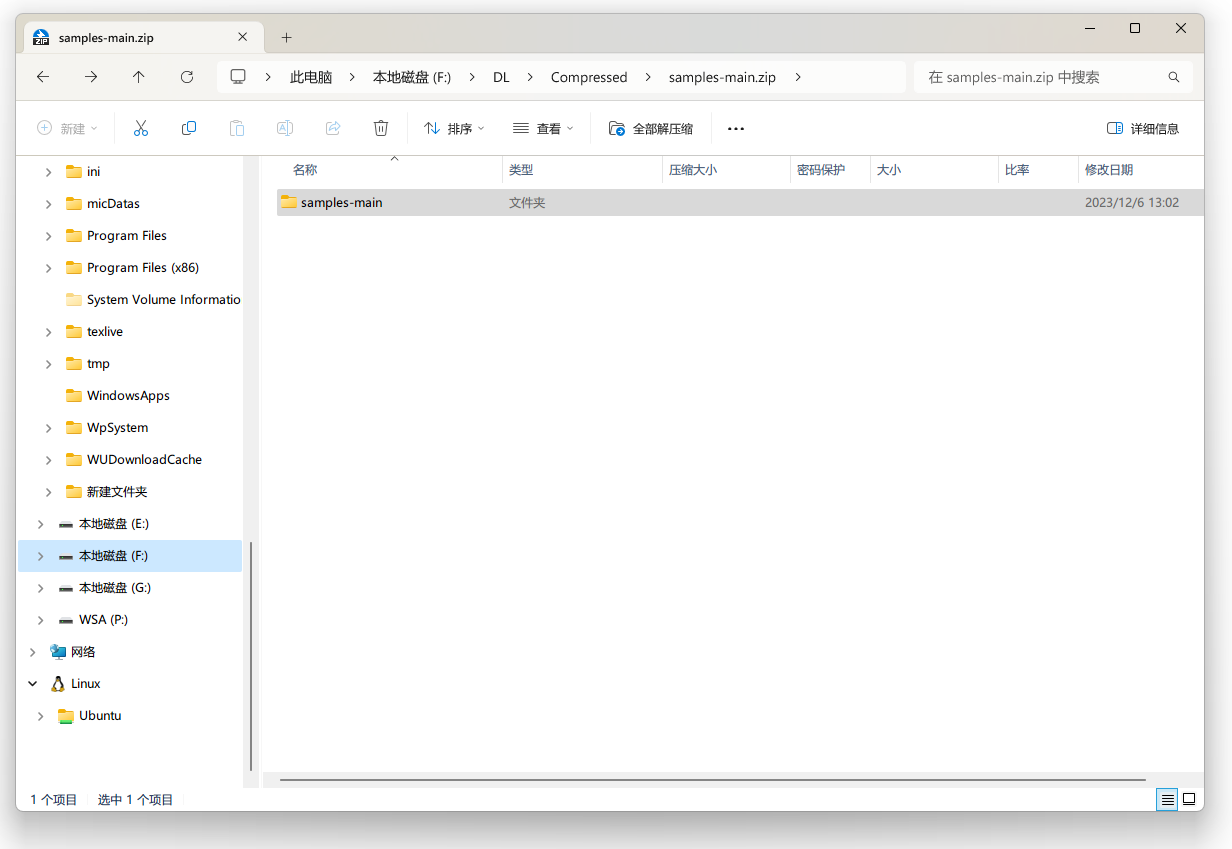 ZIP samples-main.zip
此电脑 本地磁盘 (F:) DL Compressed samples-main.zip 在 samples-main.zip 中搜索
新建 A 排序 查看 全部解压缩 详细信息
名称 类型 压缩大小 密码保护 大小 比率 修改日期
samples-main 文件夹 2023/12/6 13:02
ini
micDatas
Program Files
Program Files (x86)
System Volume Informatio
texlive
tmp
WindowsApps
WpSystem
WUDownloadCache
新建文件夹
本地磁盘 (E:)
本地磁盘 (F:)
本地磁盘 (G:)
WSA (P:)
网络
Linux
Ubuntu
1 个项目 选中 1 个项目